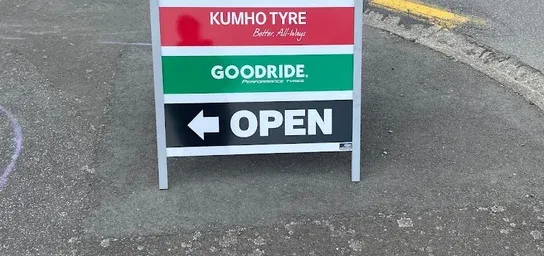 KUMHO TYRE
Better, All-Ways
GOODRIDE®
PERFORMANCE TYRES
← OPEN